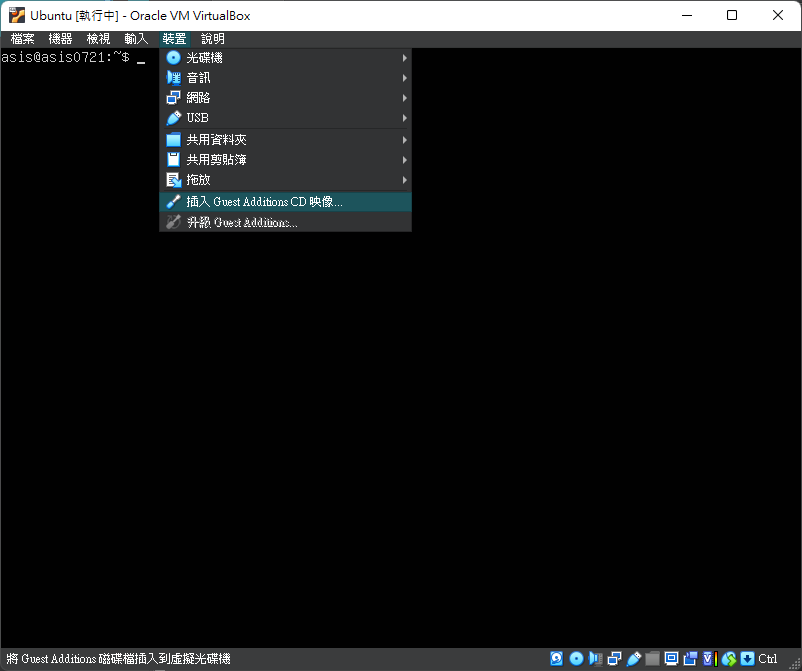 Ubuntu [執行中] - Oracle VM VirtualBox
檔案 機器 檢視 輸入 裝置 說明
asis@asis0721:~$ _
光碟機
音訊
網路
USB
共用資料夾
共用剪貼簿
拖放
插入 Guest Additions CD 映像...
升級 Guest Additions...
將 Guest Additions 磁碟檔插入到虛擬光碟機
Ctrl